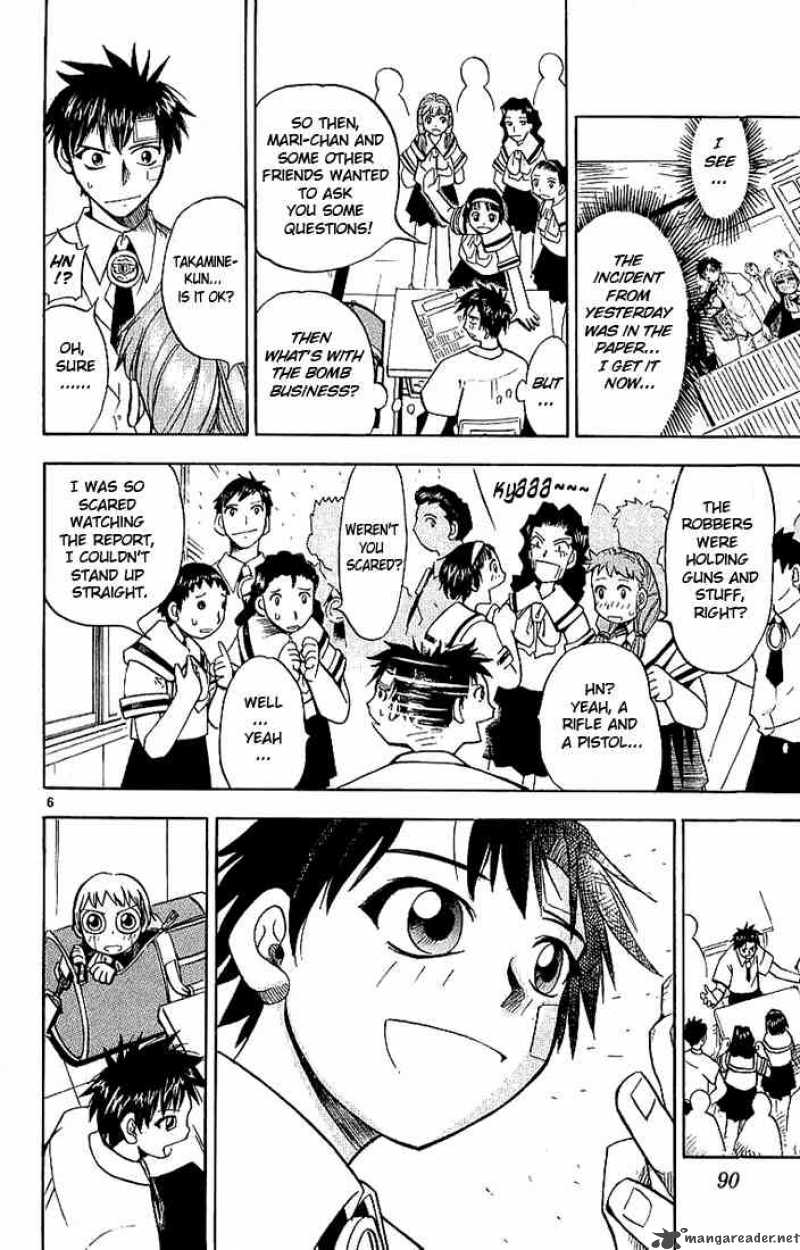 I
SEE
...
THE
INCIDENT
FROM
YESTERDAY
WAS IN THE
PAPER...
I GET IT
NOW...
SO THEN,
MARI-CHAN AND
SOME OTHER
FRIENDS WANTED
TO ASK
YOU SOME
QUESTIONS!
BUT
...
THEN
WHAT'S WITH
THE BOMB
BUSINESS?
TAKAMINE-
KUN...
IS IT OK?
HN
!?
OH,
SURE
......
THE
ROBBERS
WERE
HOLDING
GUNS AND
STUFF,
RIGHT?
HN?
YEAH, A
RIFLE AND
A PISTOL...
Kyaaa~~~
WEREN'T
YOU
SCARED?
WELL
...
YEAH
...
I WAS SO
SCARED
WATCHING
THE REPORT,
I COULDN'T
STAND UP
STRAIGHT.
6
90
mangareader.net